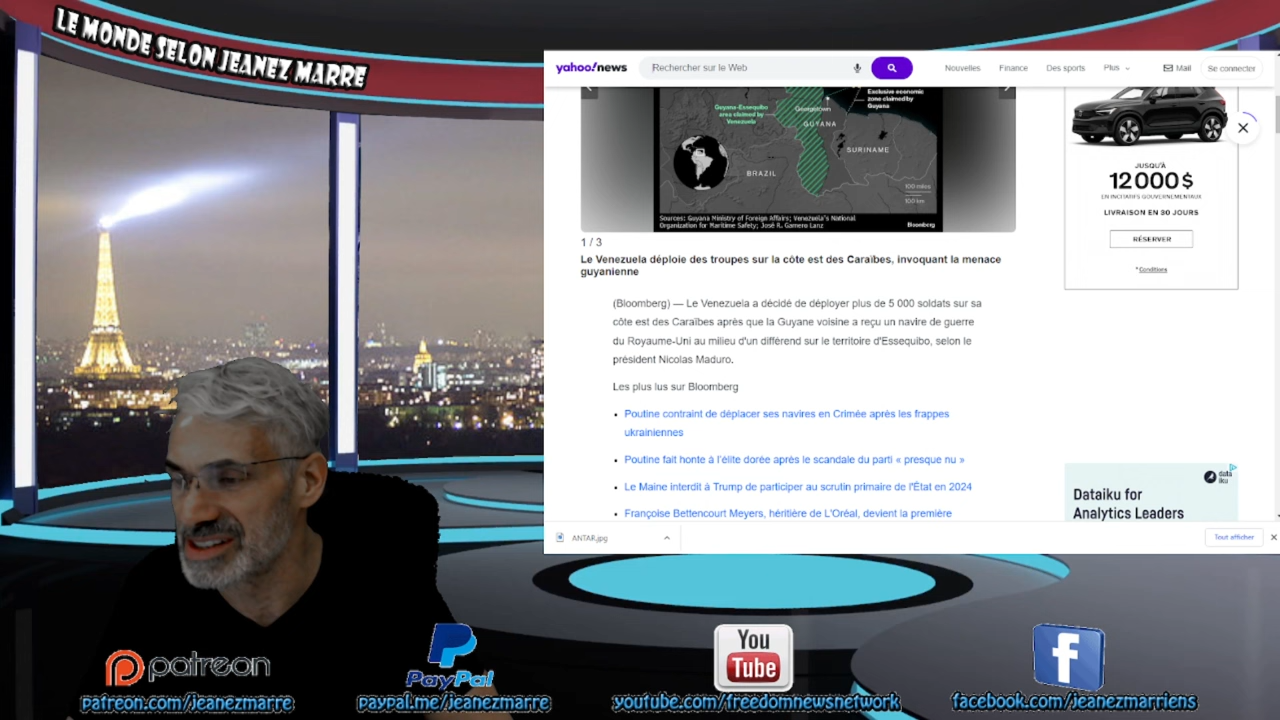 LE MONDE SELON JEANEZ MARRE
yahoo!news
Rechercher sur le Web
Nouvelles
Finance
Des sports
Plus
Mail
Se connecter
Guyana-Essequibo
area claimed by
Venezuela
Georgetown
Exclusive economic
zone claimed by
Guyana
GUYANA
SURINAME
BRAZIL
100 miles
100 km
Sources: Guyana Ministry of Foreign Affairs; Venezuela's National
Organization for Maritime Safety; José R. Gamero Lanz
Bloomberg
1 / 3
Le Venezuela déploie des troupes sur la côte est des Caraïbes, invoquant la menace
guyanienne
(Bloomberg) — Le Venezuela a décidé de déployer plus de 5 000 soldats sur sa
côte est des Caraïbes après que la Guyane voisine a reçu un navire de guerre
du Royaume-Uni au milieu d'un différend sur le territoire d'Essequibo, selon le
président Nicolas Maduro.
Les plus lus sur Bloomberg
• Poutine contraint de déplacer ses navires en Crimée après les frappes
ukrainiennes
• Poutine fait honte à l'élite dorée après le scandale du parti « presque nu »
• Le Maine interdit à Trump de participer au scrutin primaire de l'État en 2024
• Françoise Bettencourt Meyers, héritière de L'Oréal, devient la première
JUSQU'À
12 000 $
EN INCITATIFS GOUVERNEMENTAUX
LIVRAISON EN 30 JOURS
RÉSERVER
* Conditions
data
iku
Dataiku for
Analytics Leaders
ANTAR.jpg
Tout afficher
patreon
patreon.com/jeanezmarre
PayPal
paypal.me/jeanezmarre
You
Tube
youtube.com/freedomnewsnetwork
f
facebook.com/jeanezmarriens